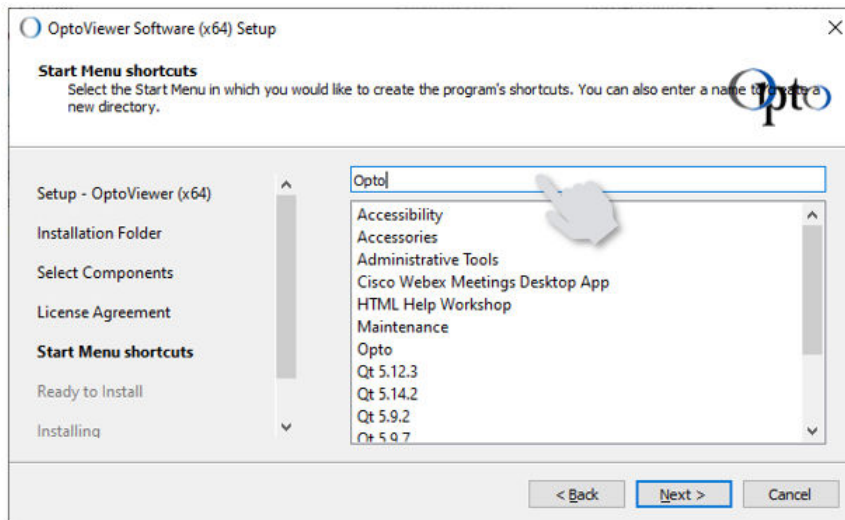 OptoViewer Software (x64) Setup
Start Menu shortcuts
Select the Start Menu in which you would like to create the program's shortcuts. You can also enter a name to create a
new directory.
Opto
Setup - OptoViewer (x64)
Installation Folder
Select Components
License Agreement
Start Menu shortcuts
Ready to Install
Installing
Opto
Accessibility
Accessories
Administrative Tools
Cisco Webex Meetings Desktop App
HTML Help Workshop
Maintenance
Opto
Qt 5.12.3
Qt 5.14.2
Qt 5.9.2
Qt 5.9.7
< Back
Next >
Cancel